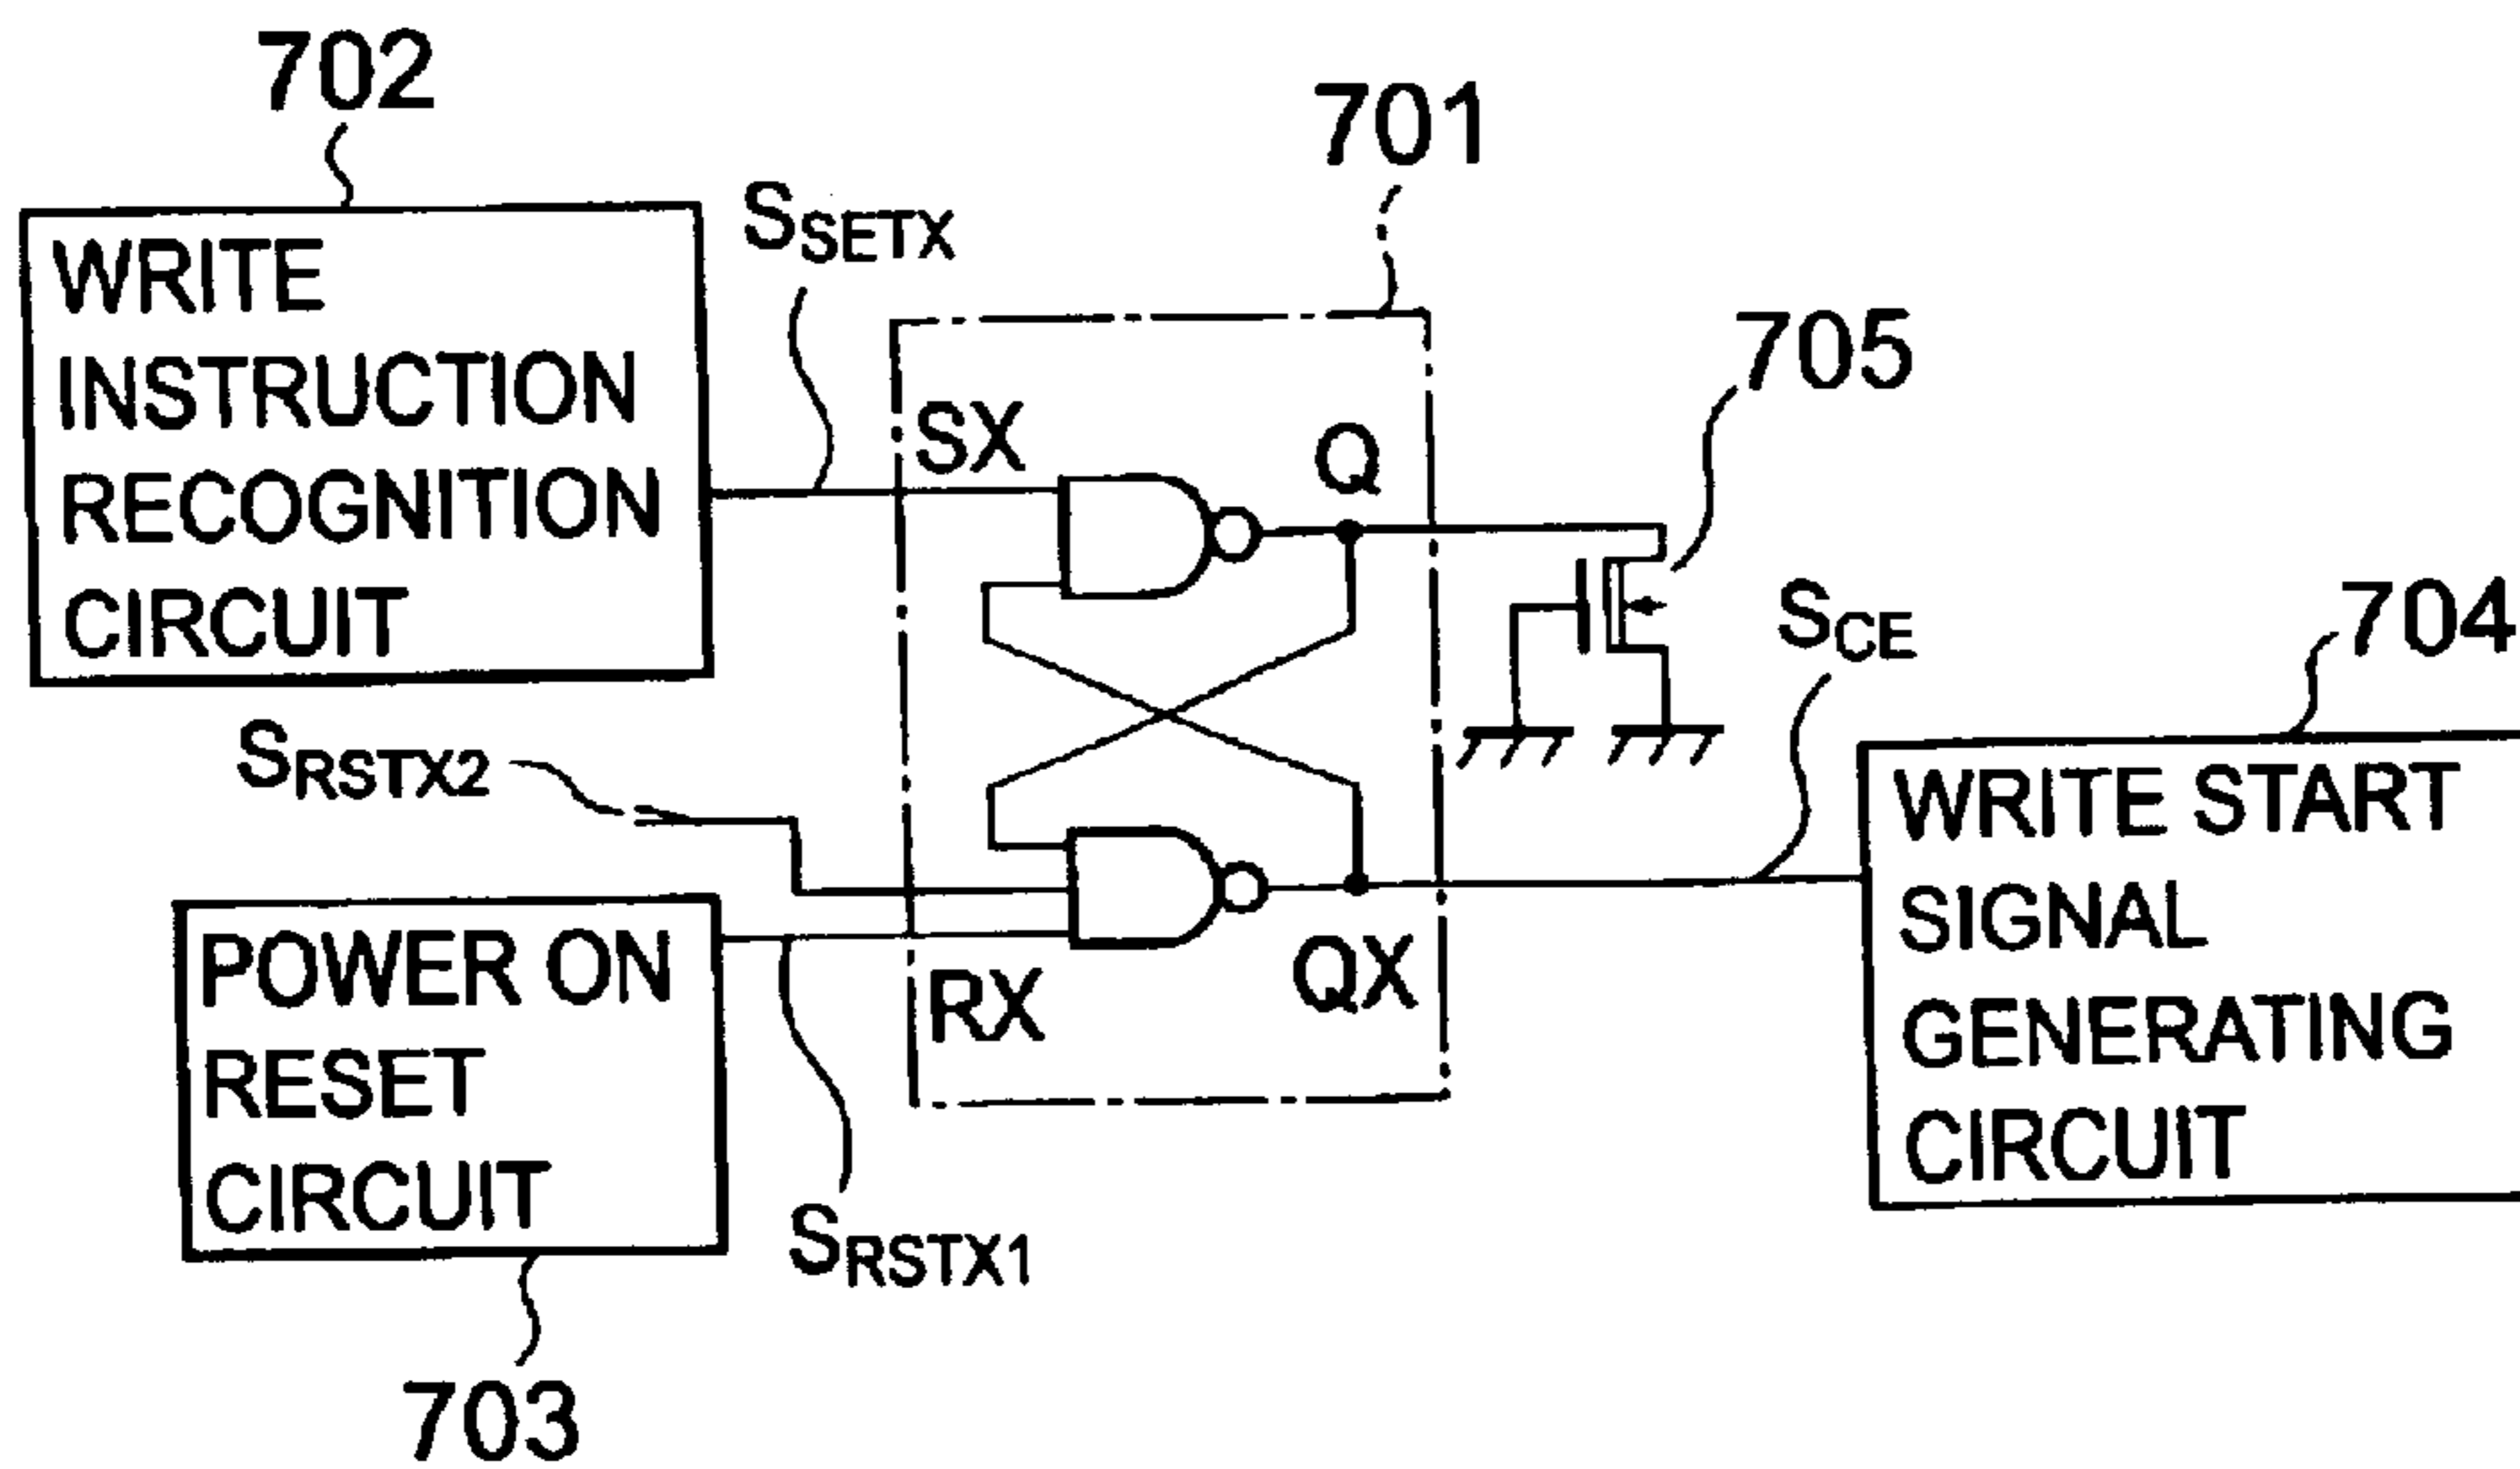 702
701
WRITE
INSTRUCTION
RECOGNITION
CIRCUIT
SSETX
705
SX
Q
SCE
704
SRSTX2
WRITE START
SIGNAL
GENERATING
CIRCUIT
POWER ON
RESET
CIRCUIT
RX
QX
SRSTX1
703